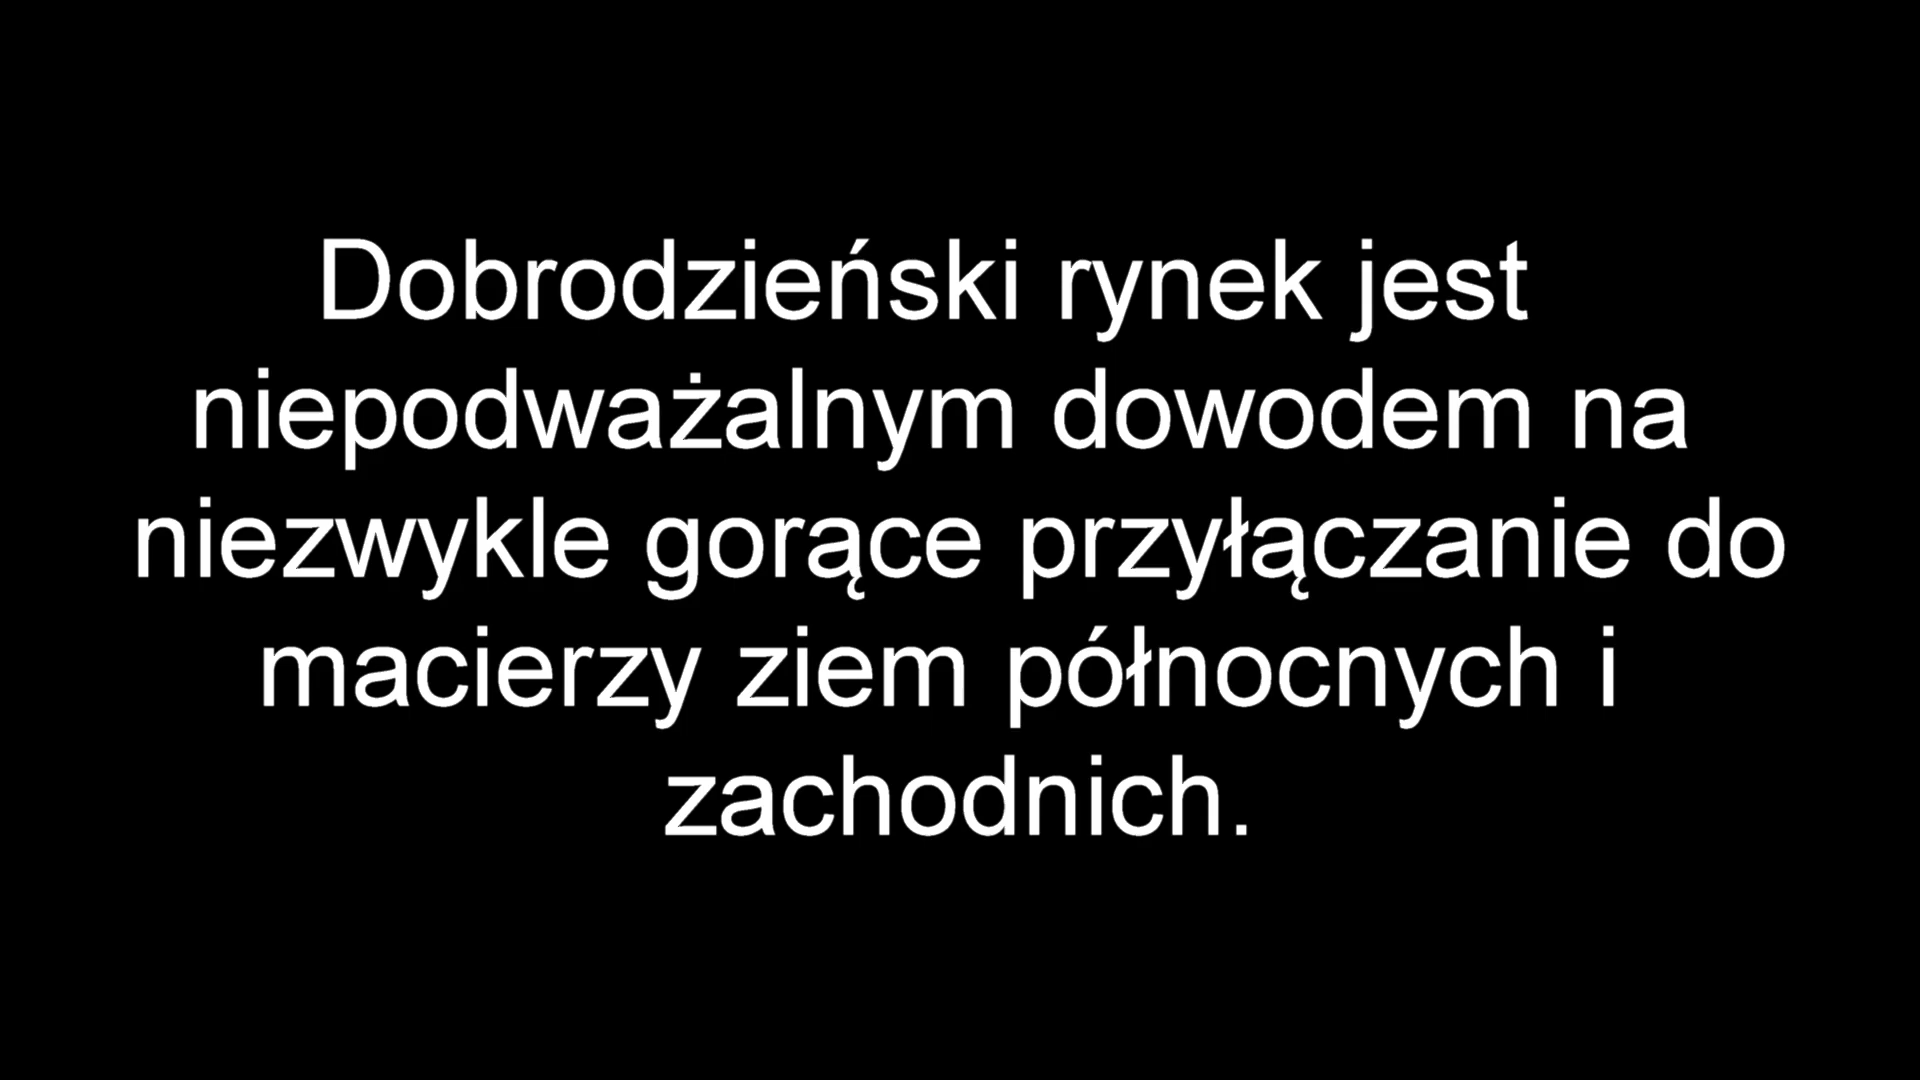 Dobrodzieński rynek jest
niepodważalnym dowodem na
niezwykle gorące przyłączanie do
macierzy ziem północnych i
zachodnich.